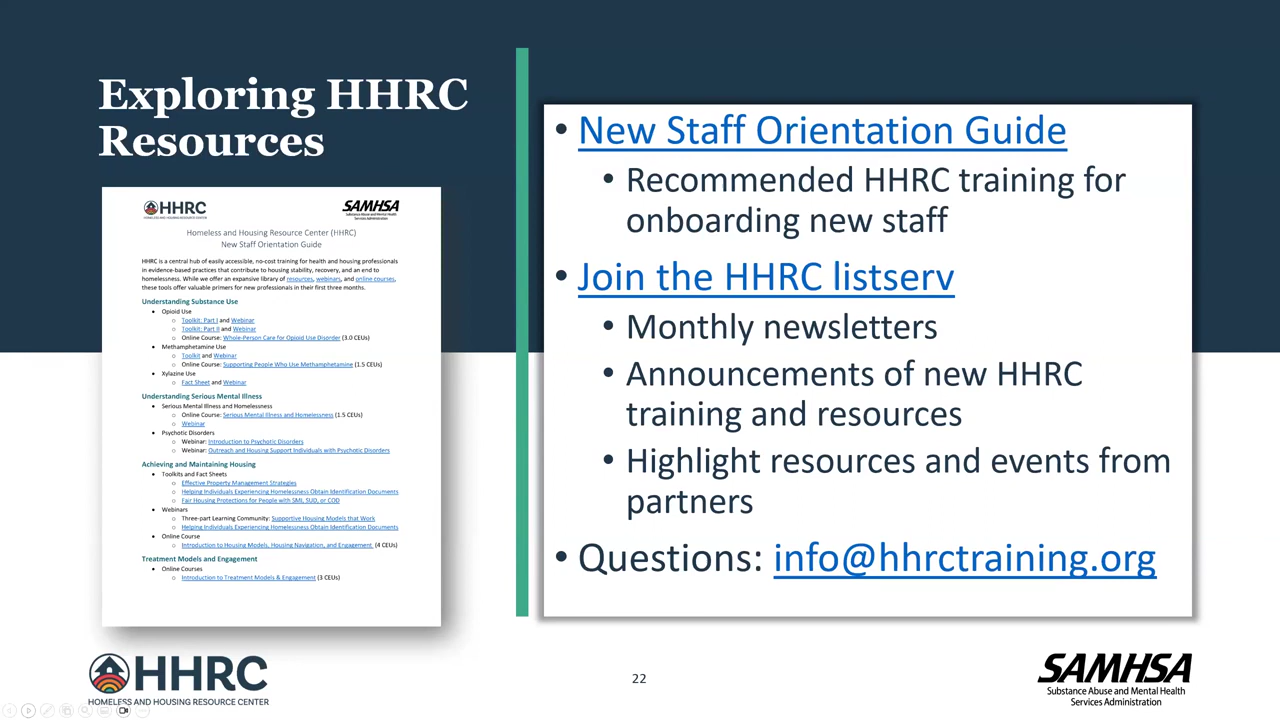 Exploring HHRC
Resources
HHRC
HOMELESS AND HOUSING RESOURCE CENTER
SAMHSA
Substance Abuse and Mental Health
Services Administration
Homeless and Housing Resource Center (HHRC)
New Staff Orientation Guide
HHRC is a central hub of easily accessible, no-cost training for health and housing professionals
in evidence-based practices that contribute to housing stability, recovery, and an end to
homelessness. While we offer an expansive library of resources, webinars, and online courses,
these tools offer valuable primers for new professionals in their first three months.
Understanding Substance Use
• Opioid Use
○ Toolkit: Part I and Webinar
○ Toolkit: Part II and Webinar
○ Online Course: Whole-Person Care for Opioid Use Disorder (3.0 CEUs)
• Methamphetamine Use
○ Toolkit and Webinar
○ Online Course: Supporting People Who Use Methamphetamine (1.5 CEUs)
• Xylazine Use
○ Fact Sheet and Webinar
Understanding Serious Mental Illness
• Serious Mental Illness and Homelessness
○ Online Course: Serious Mental Illness and Homelessness (1.5 CEUs)
○ Webinar
• Psychotic Disorders
○ Webinar: Introduction to Psychotic Disorders
○ Webinar: Outreach and Housing Support Individuals with Psychotic Disorders
Achieving and Maintaining Housing
• Toolkits and Fact Sheets
○ Effective Property Management Strategies
○ Helping Individuals Experiencing Homelessness Obtain Identification Documents
○ Fair Housing Protections for People with SMI, SUD, or COD
• Webinars
○ Three-part Learning Community: Supportive Housing Models that Work
○ Helping Individuals Experiencing Homelessness Obtain Identification Documents
• Online Course
○ Introduction to Housing Models, Housing Navigation, and Engagement (4 CEUs)
Treatment Models and Engagement
• Online Courses
○ Introduction to Treatment Models & Engagement (3 CEUs)
• New Staff Orientation Guide
• Recommended HHRC training for
onboarding new staff
• Join the HHRC listserv
• Monthly newsletters
• Announcements of new HHRC
training and resources
• Highlight resources and events from
partners
• Questions: info@hhrctraining.org
HHRC
HOMELESS AND HOUSING RESOURCE CENTER
22
SAMHSA
Substance Abuse and Mental Health
Services Administration